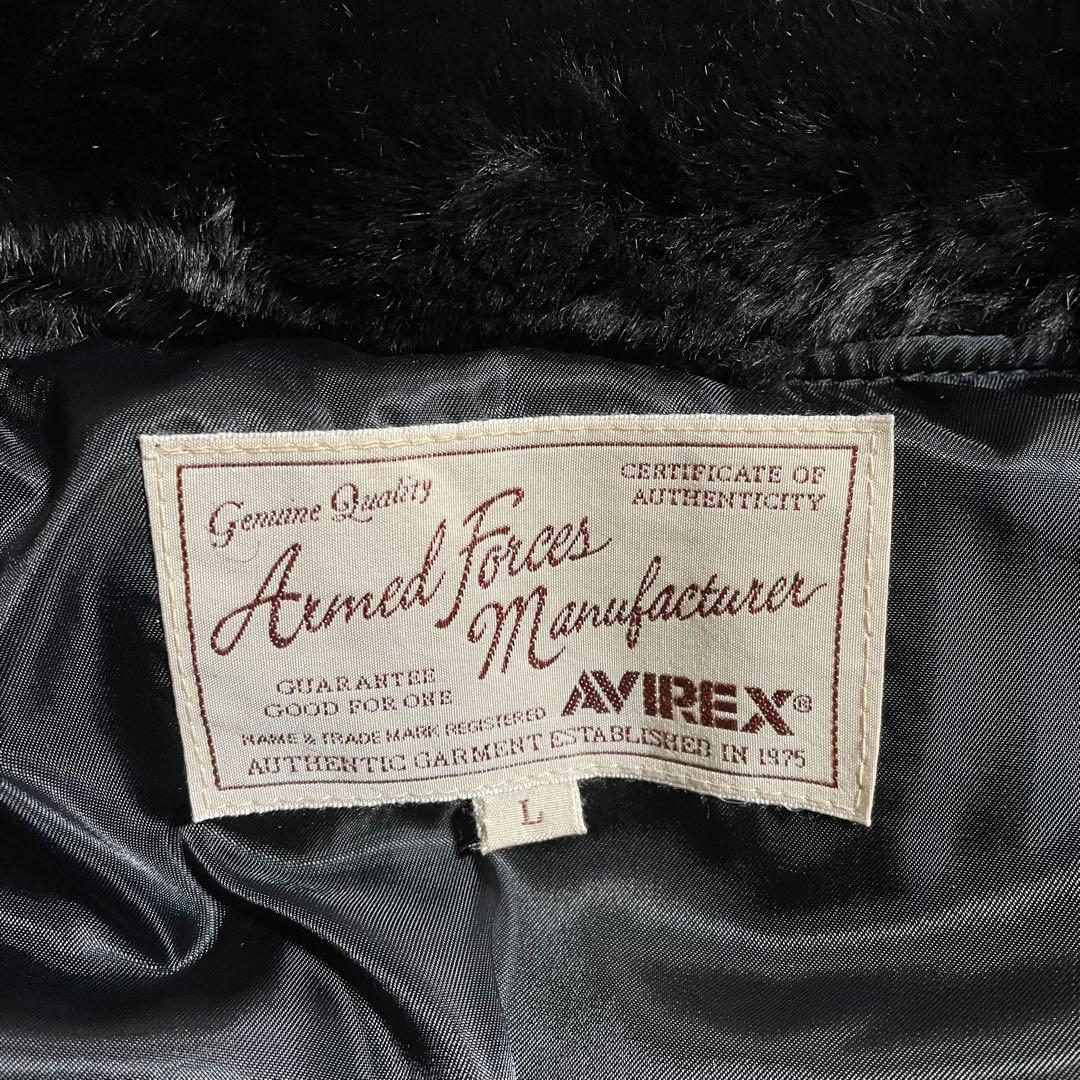 Genuine Quality
CERTIFICATE OF
AUTHENTICITY
Armed Forces
Manufacturer
GUARANTEE
GOOD FOR ONE
AVIREX®
NAME & TRADE MARK REGISTERED
AUTHENTIC GARMENT ESTABLISHED IN 1975
L